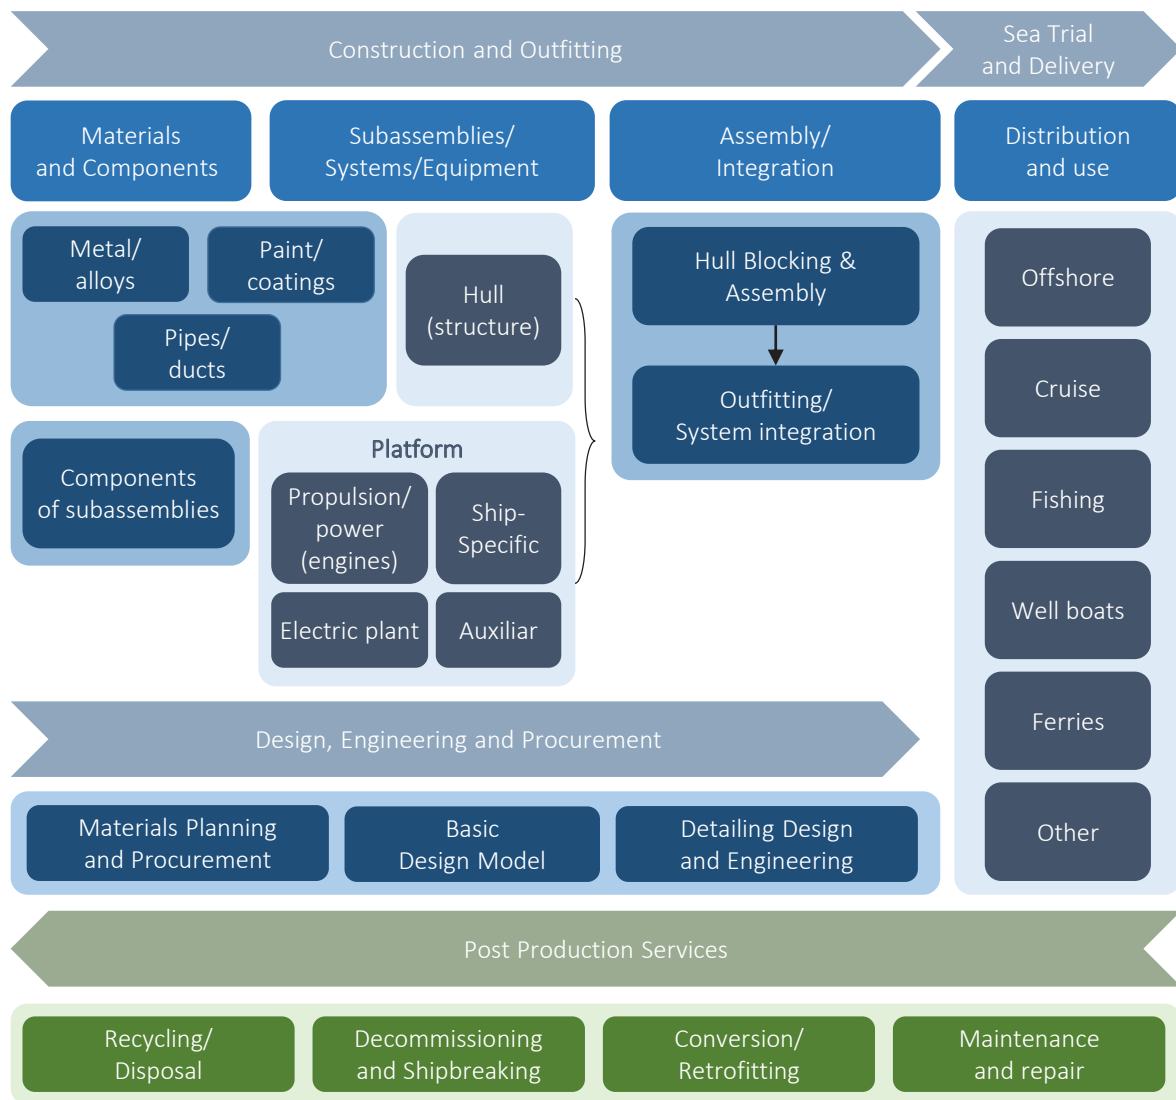 Construction and Outfitting
Sea Trial
and Delivery
Materials
and Components
Subassemblies/
Systems/Equipment
Assembly/
Integration
Distribution
and use
Metal/
alloys
Paint/
coatings
Pipes/
ducts
Hull
(structure)
Hull Blocking &
Assembly
Outfitting/
System integration
Components
of subassemblies
Platform
Propulsion/
power
(engines)
Ship-
Specific
Electric plant
Auxiliar
Offshore
Cruise
Fishing
Well boats
Ferries
Other
Design, Engineering and Procurement
Materials Planning
and Procurement
Basic
Design Model
Detailing Design
and Engineering
Post Production Services
Recycling/
Disposal
Decommissioning
and Shipbreaking
Conversion/
Retrofitting
Maintenance
and repair